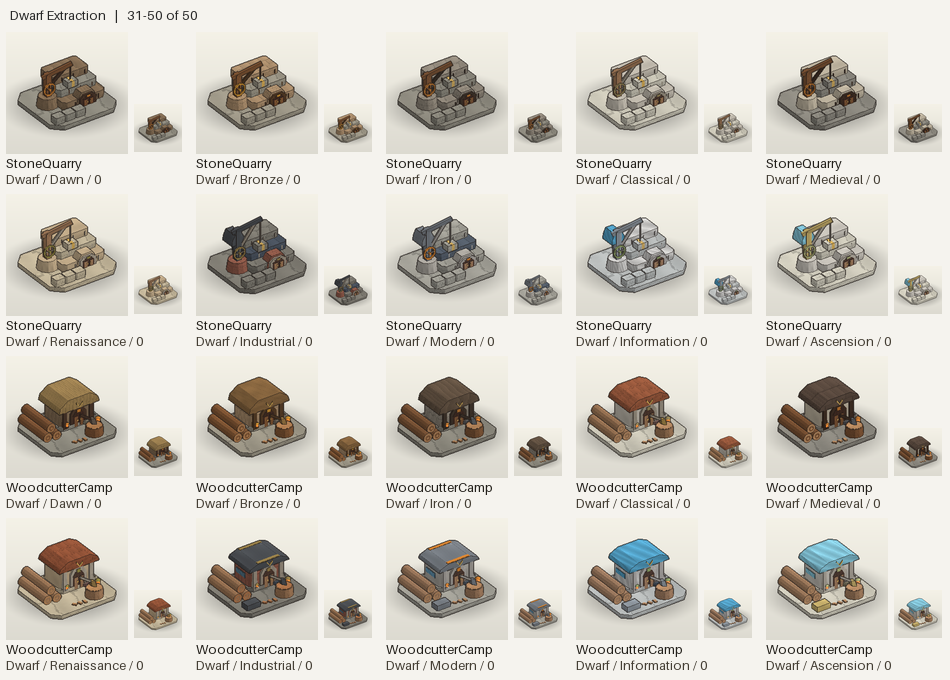 Dwarf Extraction | 31-50 of 50
StoneQuarry
Dwarf / Dawn / 0
StoneQuarry
Dwarf / Bronze / 0
StoneQuarry
Dwarf / Iron / 0
StoneQuarry
Dwarf / Classical / 0
StoneQuarry
Dwarf / Medieval / 0
StoneQuarry
Dwarf / Renaissance / 0
StoneQuarry
Dwarf / Industrial / 0
StoneQuarry
Dwarf / Modern / 0
StoneQuarry
Dwarf / Information / 0
StoneQuarry
Dwarf / Ascension / 0
WoodcutterCamp
Dwarf / Dawn / 0
WoodcutterCamp
Dwarf / Bronze / 0
WoodcutterCamp
Dwarf / Iron / 0
WoodcutterCamp
Dwarf / Classical / 0
WoodcutterCamp
Dwarf / Medieval / 0
WoodcutterCamp
Dwarf / Renaissance / 0
WoodcutterCamp
Dwarf / Industrial / 0
WoodcutterCamp
Dwarf / Modern / 0
WoodcutterCamp
Dwarf / Information / 0
WoodcutterCamp
Dwarf / Ascension / 0